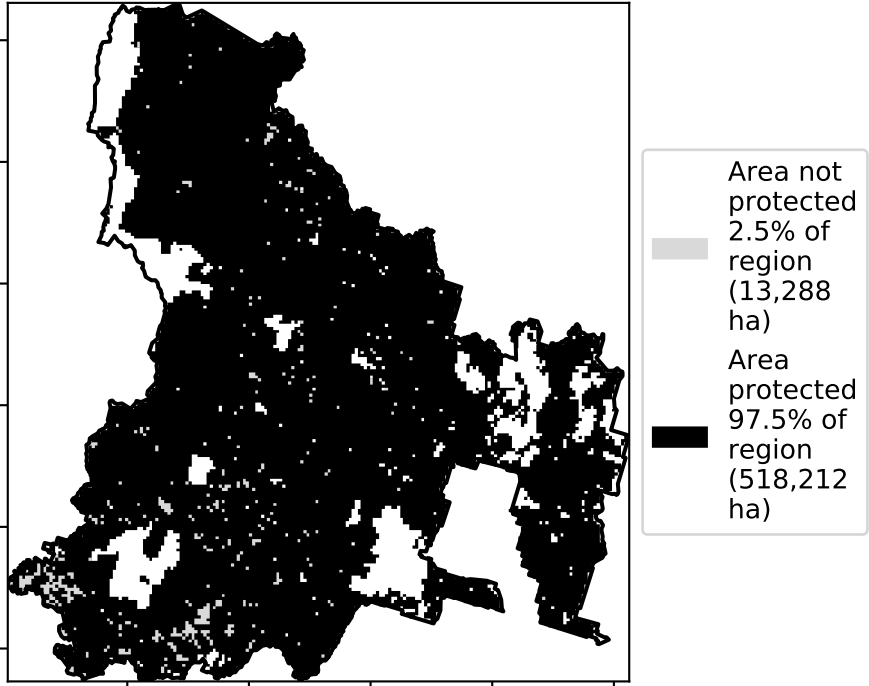 Area not
protected
2.5% of
region
(13,288
ha)
Area
protected
97.5% of
region
(518,212
ha)